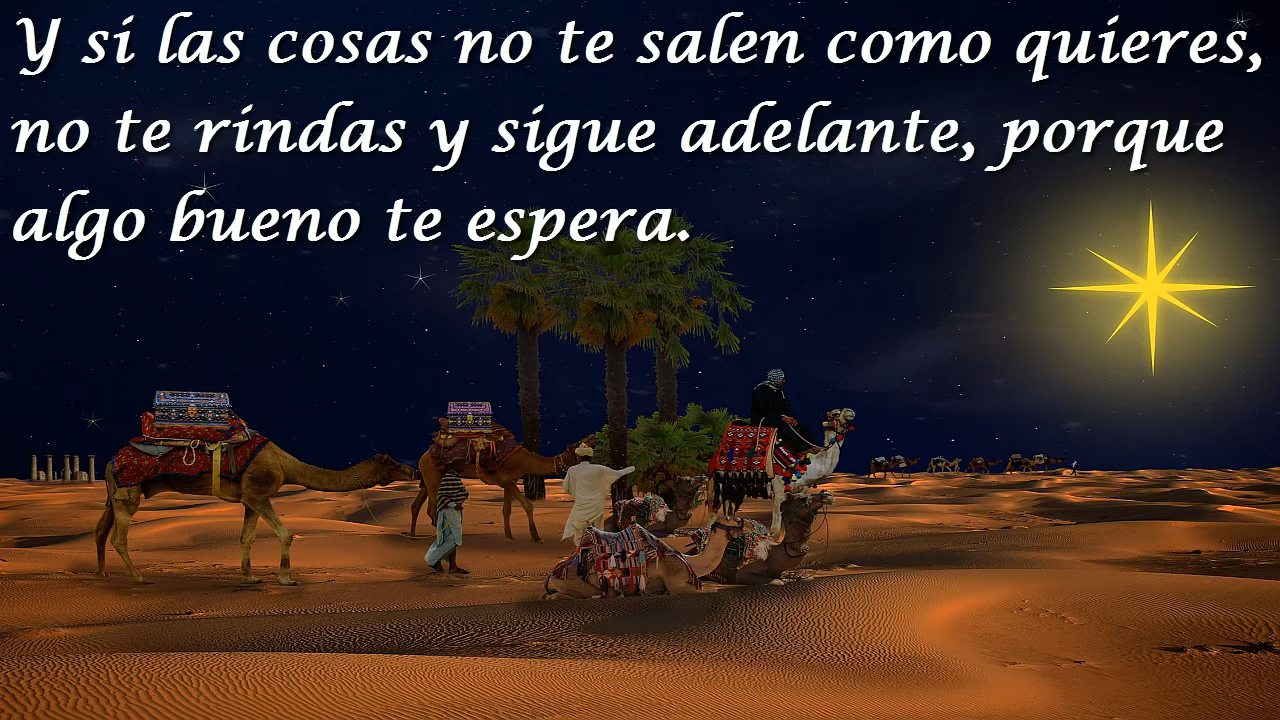 Y si las cosas no te salen como quieres,
no te rindas y sigue adelante, porque
algo bueno te espera.